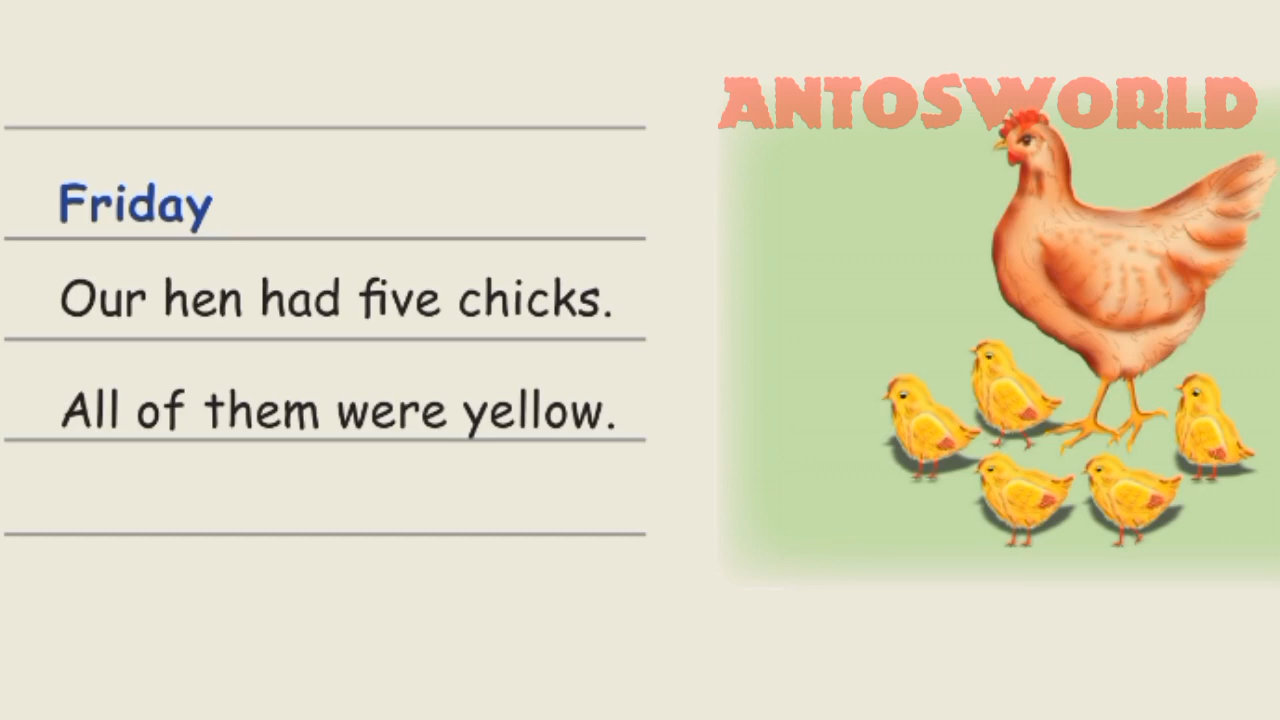 ANTOSWORLD
Friday
Our hen had five chicks.
All of them were yellow.